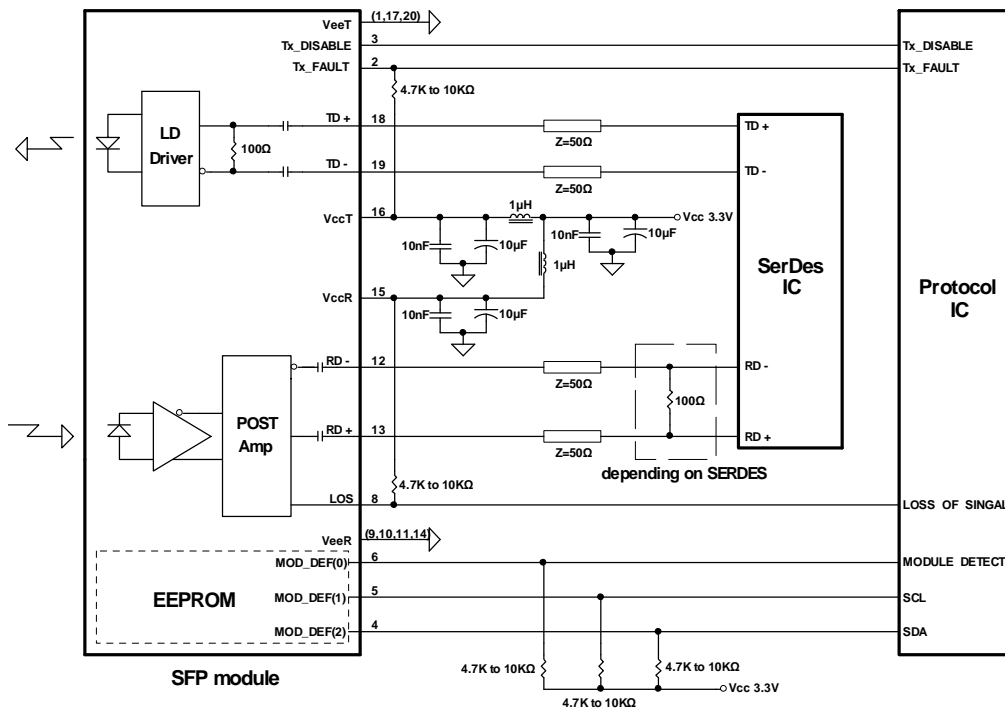 VeeT (1,17,20)
Tx_DISABLE 3 Tx_DISABLE
Tx_FAULT 2 Tx_FAULT
4.7K to 10KΩ
LD
Driver
100Ω
TD + 18 Z=50Ω TD +
TD - 19 Z=50Ω TD -
1μH
VccT 16 Vcc 3.3V
10nF 10μF 10nF 10μF
1μH
SerDes
IC
Protocol
IC
VccR 15
10nF 10μF
RD - 12 Z=50Ω RD -
100Ω
POST
Amp
RD + 13 Z=50Ω RD +
depending on SERDES
4.7K to 10KΩ
LOS 8 LOSS OF SINGAL
VeeR (9,10,11,14)
MOD_DEF(0) 6 MODULE DETECT
EEPROM
MOD_DEF(1) 5 SCL
MOD_DEF(2) 4 SDA
4.7K to 10KΩ 4.7K to 10KΩ
4.7K to 10KΩ
Vcc 3.3V
SFP module